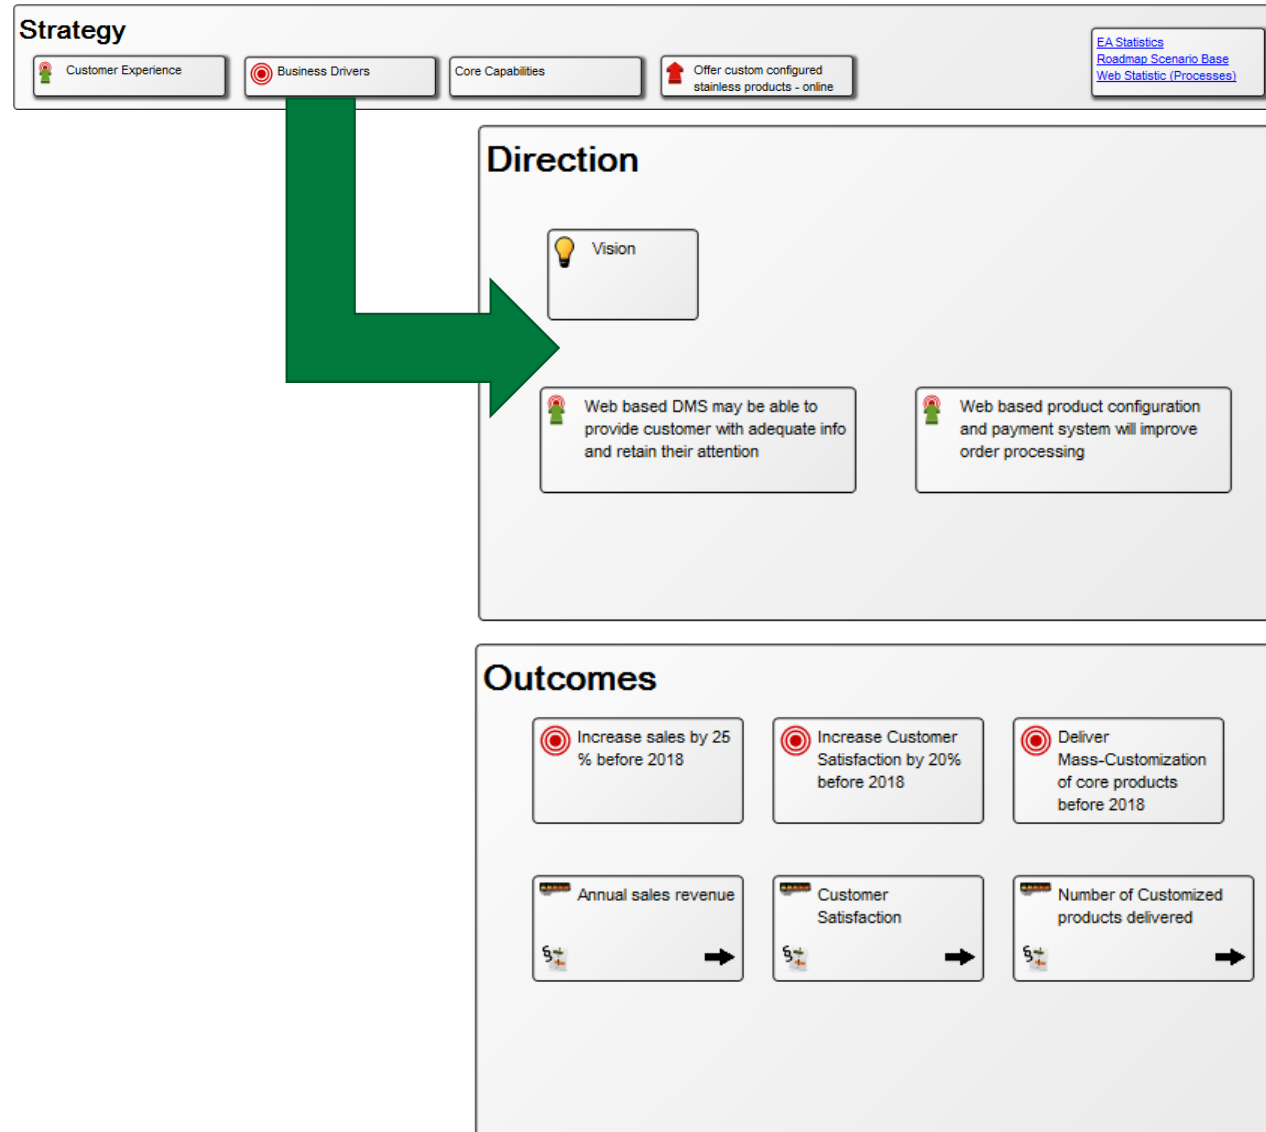 Strategy
Customer Experience
Business Drivers
Core Capabilities
Offer custom configured
stainless products - online
EA Statistics
Roadmap Scenario Base
Web Statistic (Processes)
Direction
Vision
Web based DMS may be able to
provide customer with adequate info
and retain their attention
Web based product configuration
and payment system will improve
order processing
Outcomes
Increase sales by 25
% before 2018
Increase Customer
Satisfaction by 20%
before 2018
Deliver
Mass-Customization
of core products
before 2018
Annual sales revenue
§
Customer
Satisfaction
§
Number of Customized
products delivered
§